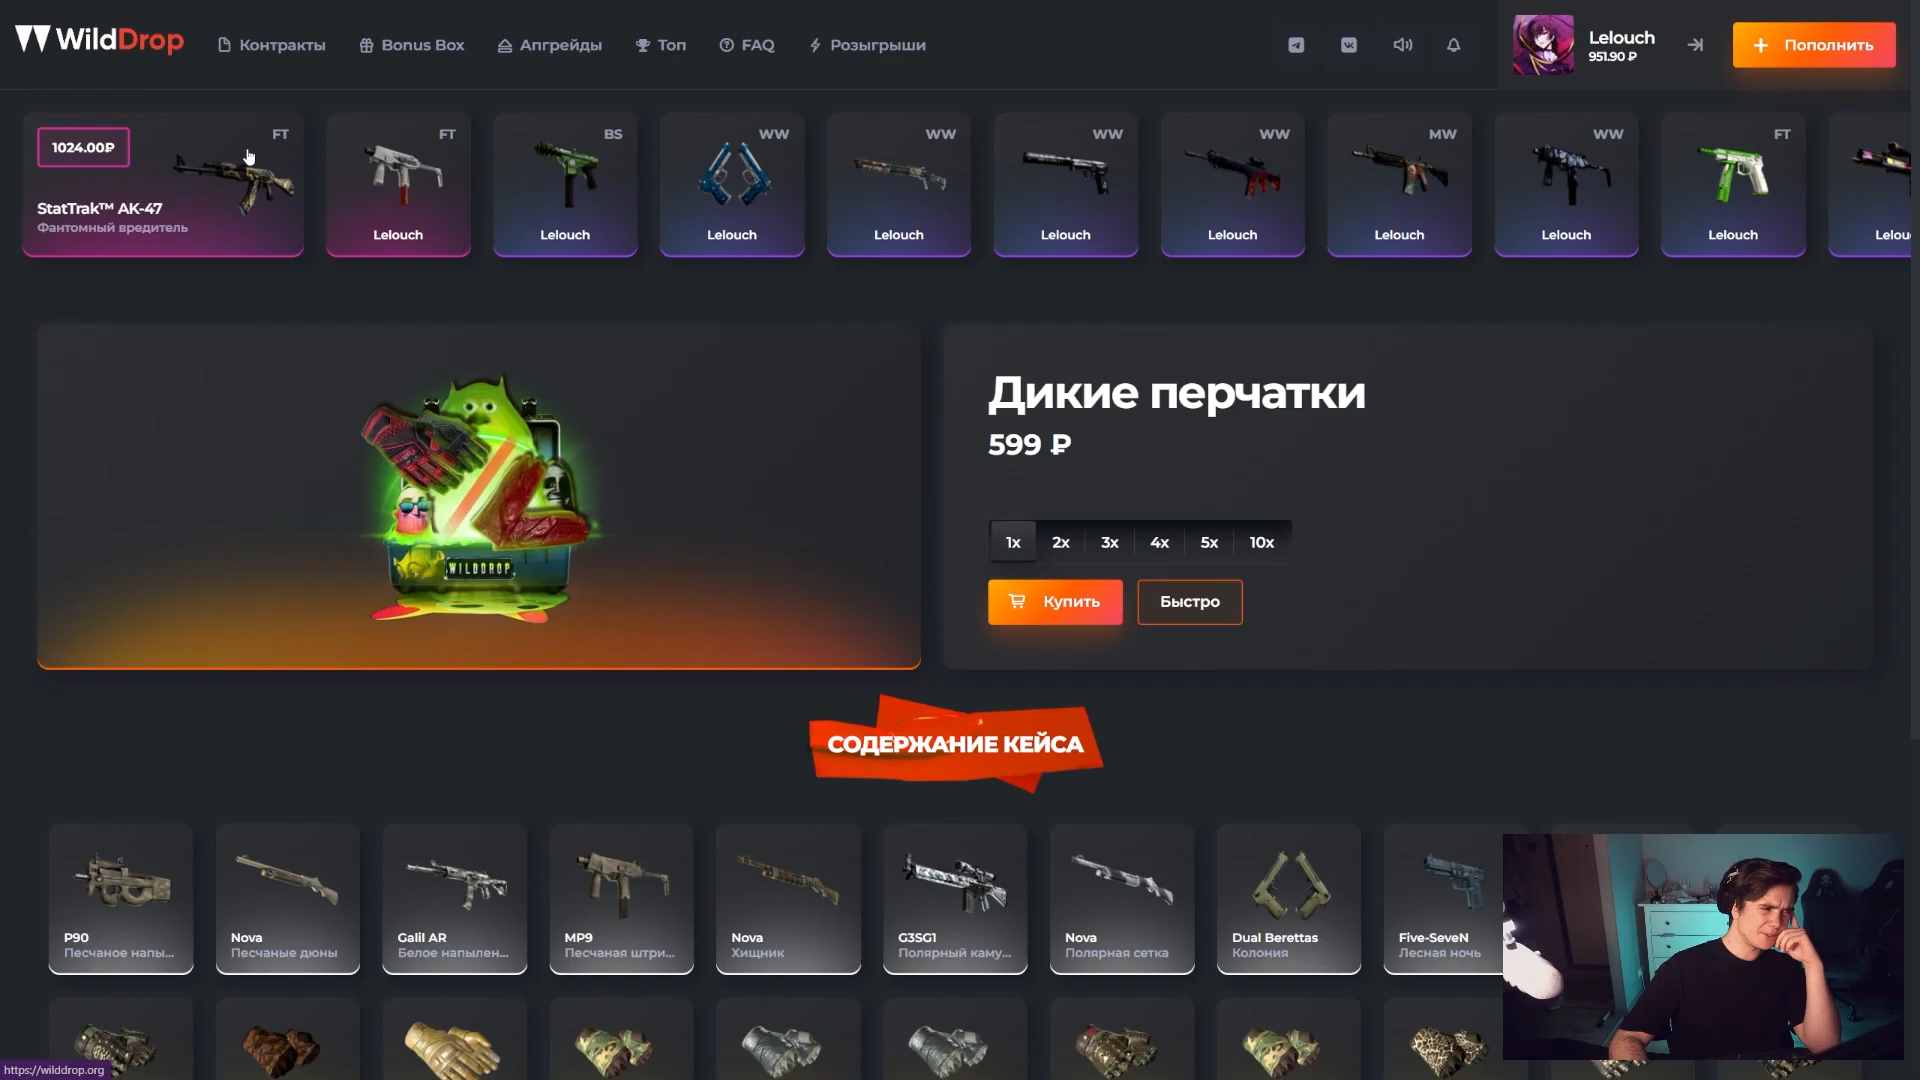 WildDrop
Контракты
Bonus Box
Апгрейды
Топ
FAQ
Розыгрыши
Lelouch
951.90 ₽
Пополнить
1024.00₽
FT
StatTrak™ AK-47
Фантомный вредитель
FT
Lelouch
BS
Lelouch
WW
Lelouch
WW
Lelouch
WW
Lelouch
WW
Lelouch
MW
Lelouch
WW
Lelouch
FT
Lelouch
Lelou
WILDDROP
Дикие перчатки
599 ₽
1x
2x
3x
4x
5x
10x
Купить
Быстро
СОДЕРЖАНИЕ КЕЙСА
P90
Песчаное напы...
Nova
Песчаные дюны
Galil AR
Белое напылен...
MP9
Песчаная штри...
Nova
Хищник
G3SG1
Полярный каму...
Nova
Полярная сетка
Dual Berettas
Колония
Five-SeveN
Лесная ночь
https://wilddrop.org